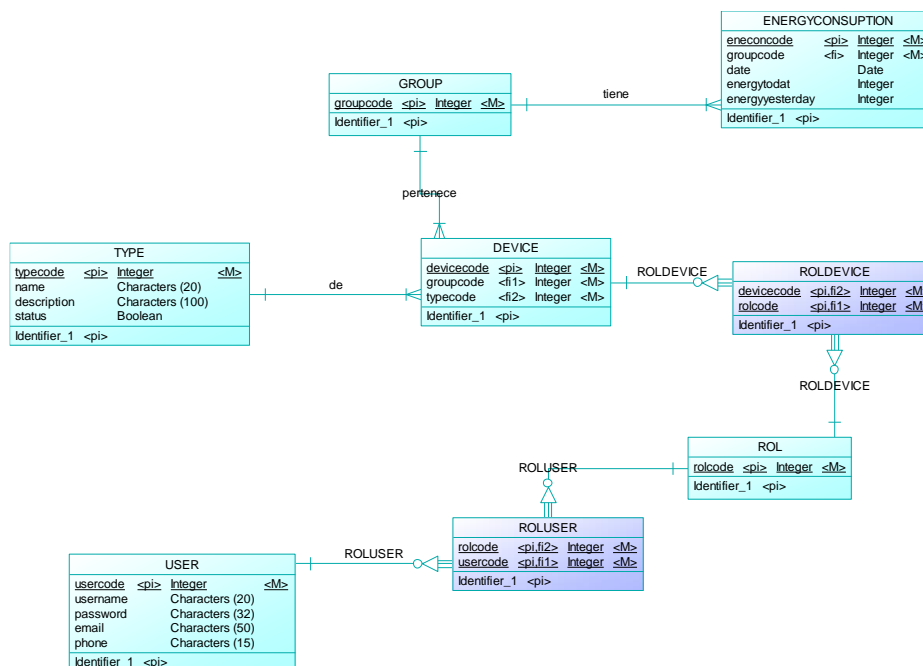 ENERGYCONSUPTION
eneconcode <pi> Integer <M>
groupcode <fi> Integer <M>
date Date
energytodat Integer
energyyesterday Integer
Identifier_1 <pi>
GROUP
groupcode <pi> Integer <M>
Identifier_1 <pi>
tiene
pertenece
TYPE
typecode <pi> Integer <M>
name Characters (20)
description Characters (100)
status Boolean
Identifier_1 <pi>
de
DEVICE
devicecode <pi> Integer <M>
groupcode <fi1> Integer <M>
typecode <fi2> Integer <M>
Identifier_1 <pi>
ROLDEVICE
ROLDEVICE
devicecode <pi,fi2> Integer <M>
rolcode <pi,fi1> Integer <M>
Identifier_1 <pi>
ROLDEVICE
ROL
rolcode <pi> Integer <M>
Identifier_1 <pi>
ROLUSER
ROLUSER
rolcode <pi,fi2> Integer <M>
usercode <pi,fi1> Integer <M>
Identifier_1 <pi>
ROLUSER
USER
usercode <pi> Integer <M>
username Characters (20)
password Characters (32)
email Characters (50)
phone Characters (15)
Identifier_1 <pi>